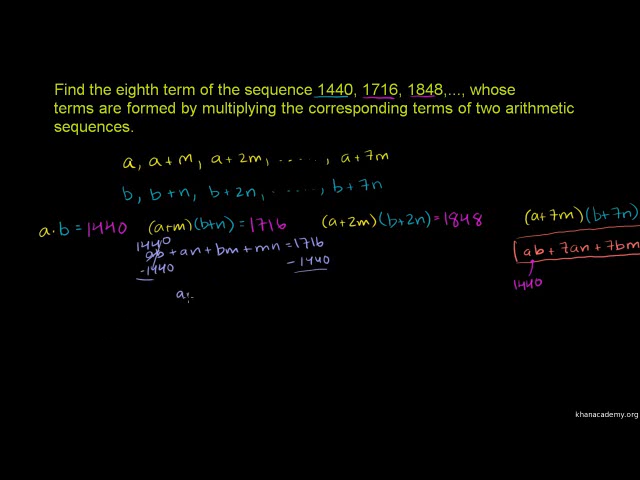 Find the eighth term of the sequence 1440, 1716, 1848,..., whose
terms are formed by multiplying the corresponding terms of two arithmetic
sequences.
a, a+m, a+2m, ......, a+7m
b, b+n, b+2n, ......, b+7n
a·b = 1440 (a+m)(b+n) = 1716 (a+2m)(b+2n) = 1848 (a+7m)(b+7n)
1440
ab + an + bm + mn = 1716 ab + 7an + 7bm
-1440 - 1440 1440
a
khanacademy.org